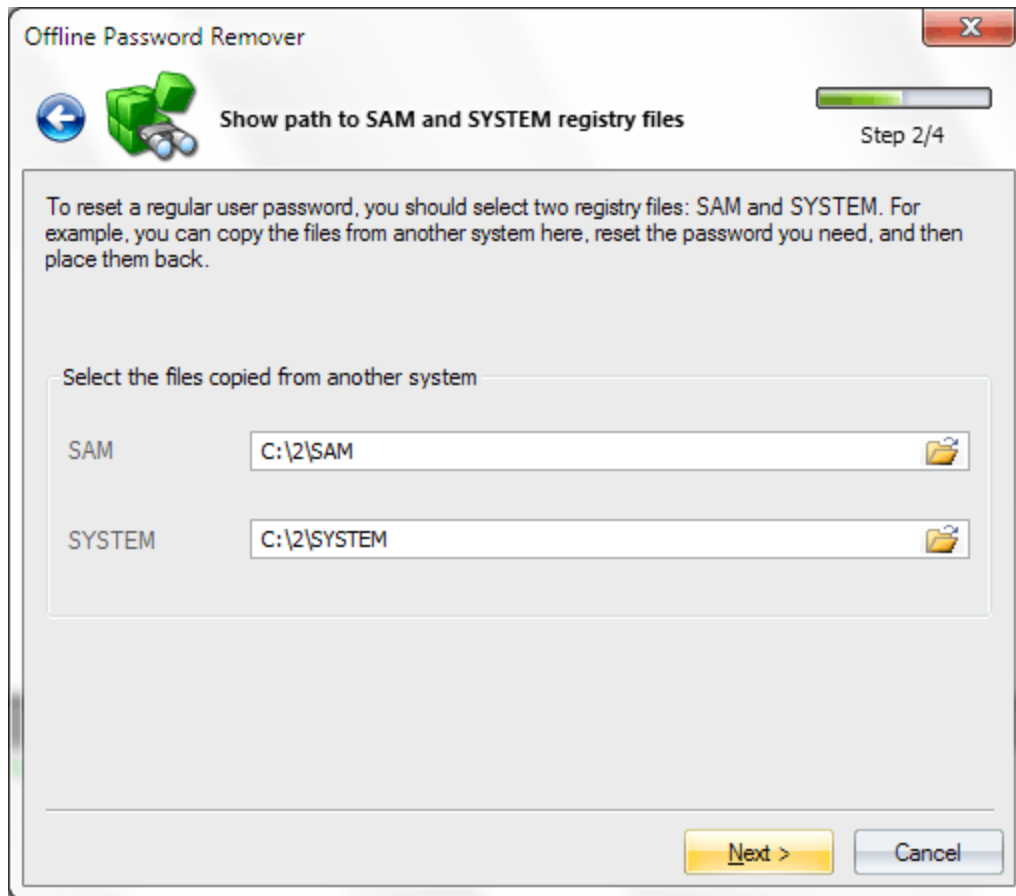 Offline Password Remover
Show path to SAM and SYSTEM registry files
Step 2/4
To reset a regular user password, you should select two registry files: SAM and SYSTEM. For
example, you can copy the files from another system here, reset the password you need, and then
place them back.
Select the files copied from another system
SAM
C:\2\SAM
SYSTEM
C:\2\SYSTEM
Next >
Cancel